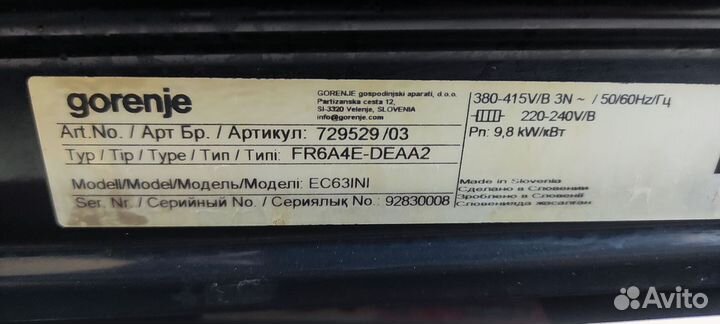 gorenje
GORENJE gospodinjski aparati, d.o.o.
Partizanska cesta 12,
SI-3320 Velenje, SLOVENIA
info@gorenje.com
Art.No. / Арт Бр. / Артикул: 729529/03
Typ / Tip / Type / Тип / Типі: FR6A4E-DEAA2
Modell/Model/Модель/Моделі: EC63INI
Ser. Nr. / Серийный No. / Сериялық No.: 92830008
380-415V/B 3N ~ / 50/60Hz/Гц
220-240V/B
Pn: 9,8 kW/кВт
Made in Slovenia
Сделано в Словении
Зроблено в Словенії
Словенияда жасалған
Avito